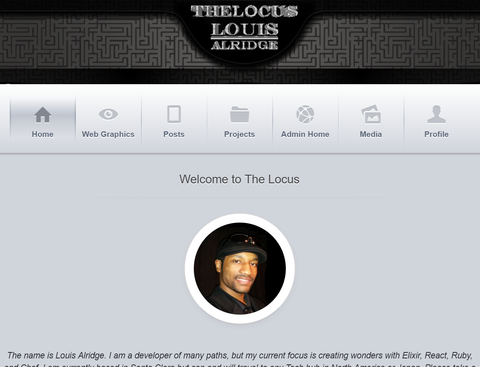 THELOCUS
LOUIS
ALRIDGE
Home
Web Graphics
Posts
Projects
Admin Home
Media
Profile
Welcome to The Locus
The name is Louis Alridge. I am a developer of many paths, but my current focus is creating wonders with Elixir, React, Ruby,
and Chef. I am currently based in Santa Clara but can and will travel to any Tech hub in North America or Japan. Please take a